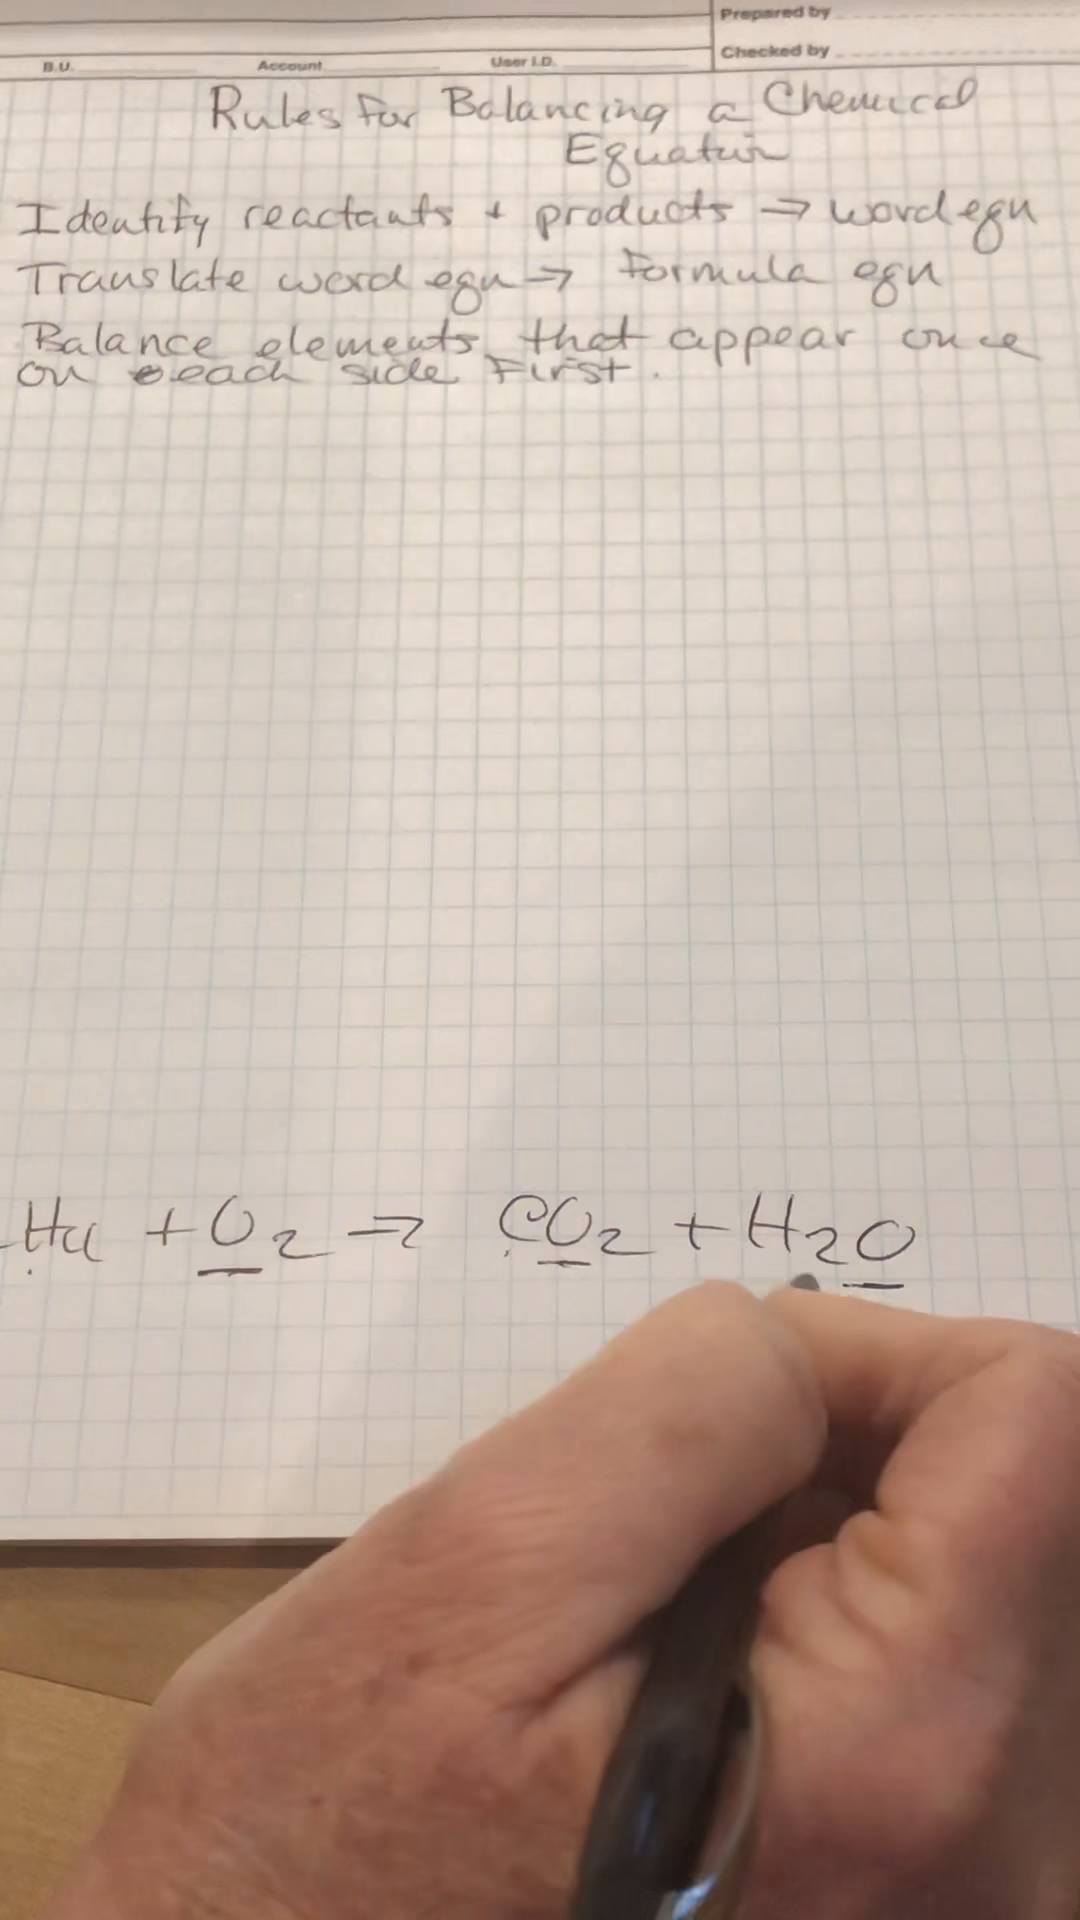 Prepared by
Checked by
B.U. Account User I.D.
Rules for Balancing a Chemical
Equation
Identify reactants + products → word eqn
Translate word eqn → Formula eqn
Balance elements that appear once
on each side First.
+ O2 → CO2 + H2O